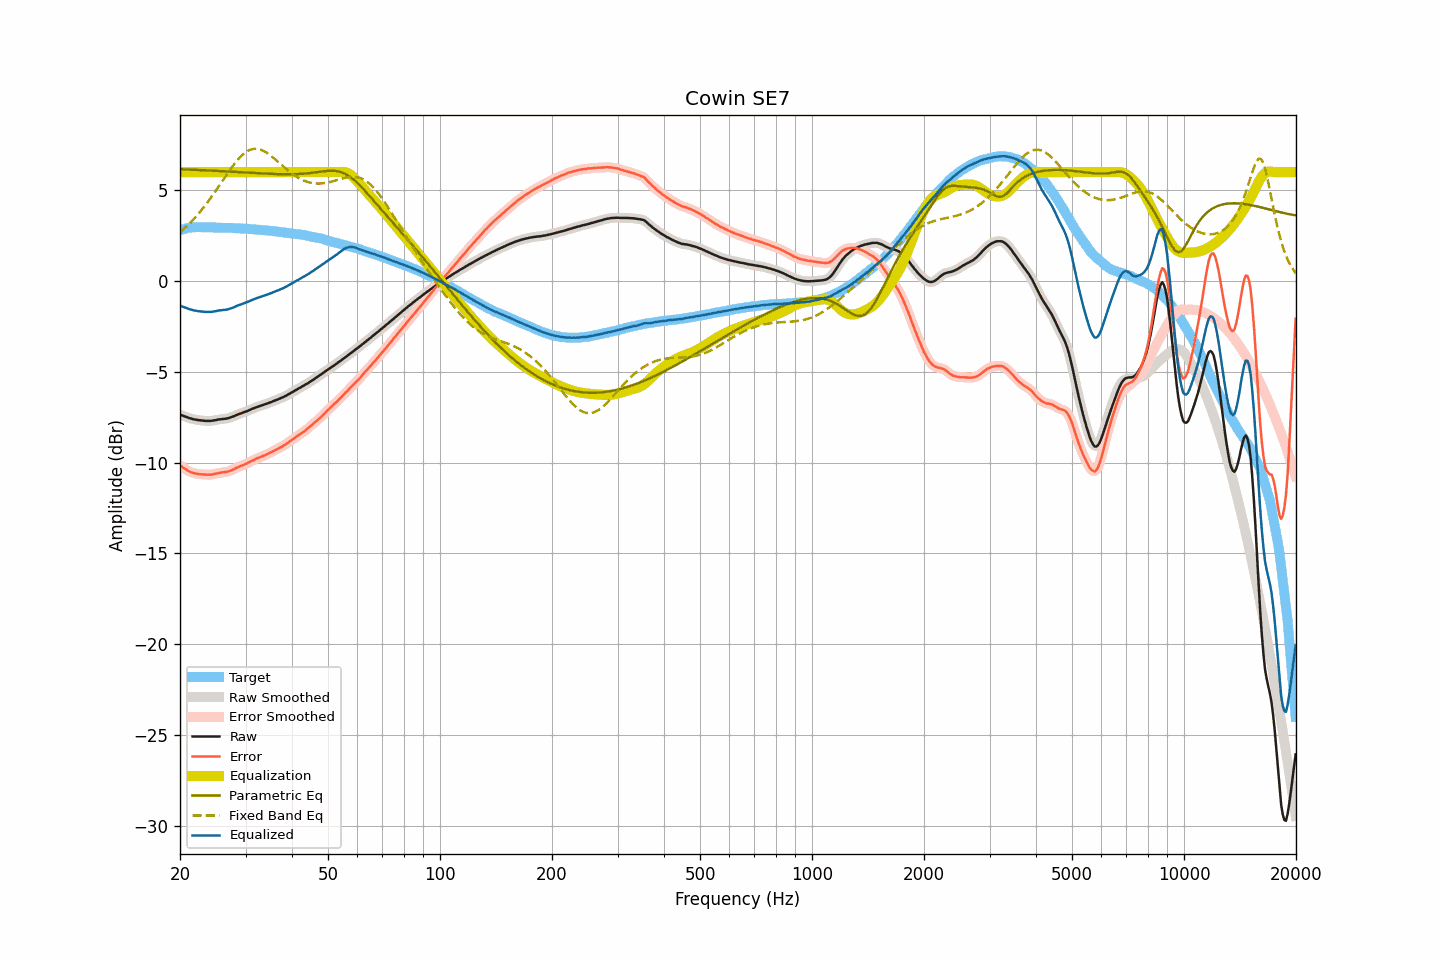 Cowin SE7
Amplitude (dBr)
5
0
−5
−10
−15
−20
−25
−30
Target
Raw Smoothed
Error Smoothed
Raw
Error
Equalization
Parametric Eq
Fixed Band Eq
Equalized
20 50 100 200 500 1000 2000 5000 10000 20000
Frequency (Hz)